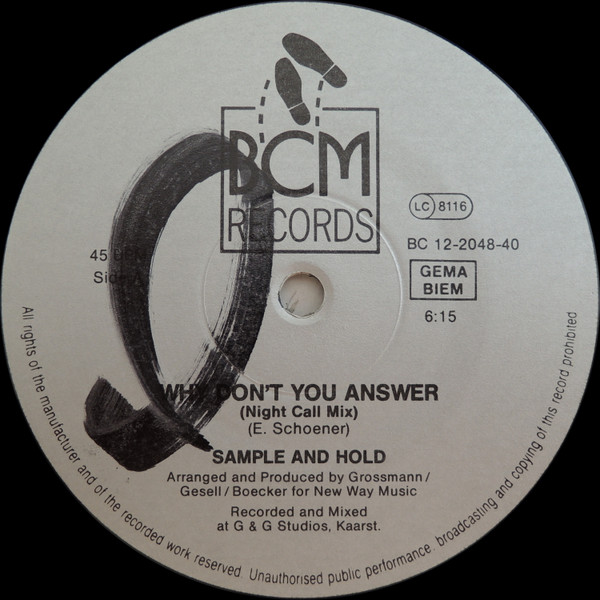 BCM
RECORDS
LC 8116
BC 12-2048-40
GEMA
BIEM
6:15
45
WHY DON'T YOU ANSWER
(Night Call Mix)
(E. Schoener)
SAMPLE AND HOLD
Arranged and Produced by Grossmann/
Gesell/Boecker for New Way Music
Recorded and Mixed
at G & G Studios, Kaarst.
All rights of the manufacturer and of the recorded work reserved. Unauthorised public performance, broadcasting and copying of this record prohibited